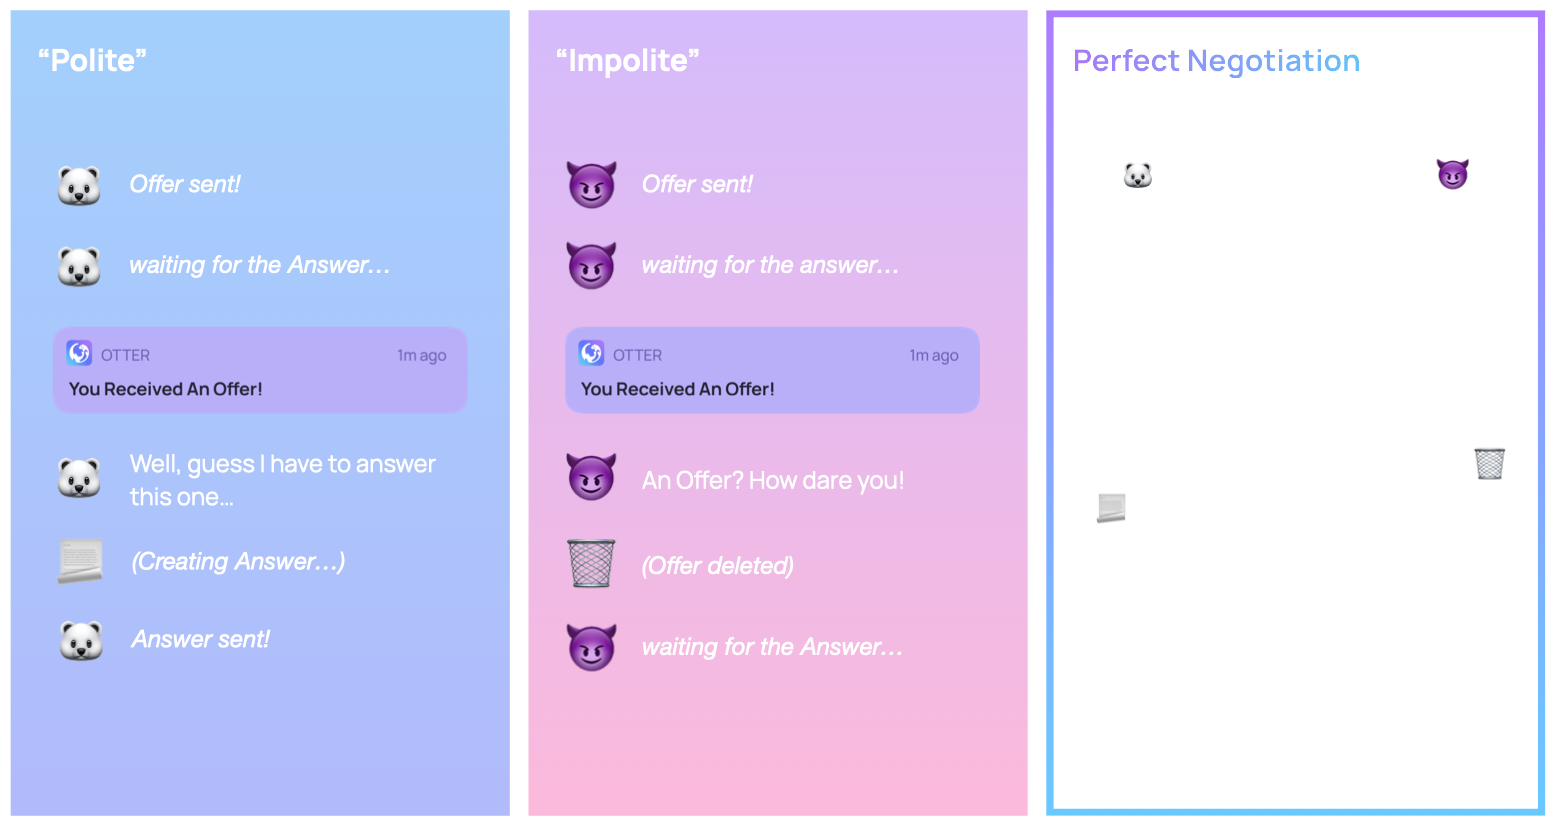 “Polite”
Offer sent!
waiting for the Answer...
OTTER 1m ago
You Received An Offer!
Well, guess I have to answer
this one...
(Creating Answer...)
Answer sent!
“Impolite”
Offer sent!
waiting for the answer...
OTTER 1m ago
You Received An Offer!
An Offer? How dare you!
(Offer deleted)
waiting for the Answer...
Perfect Negotiation